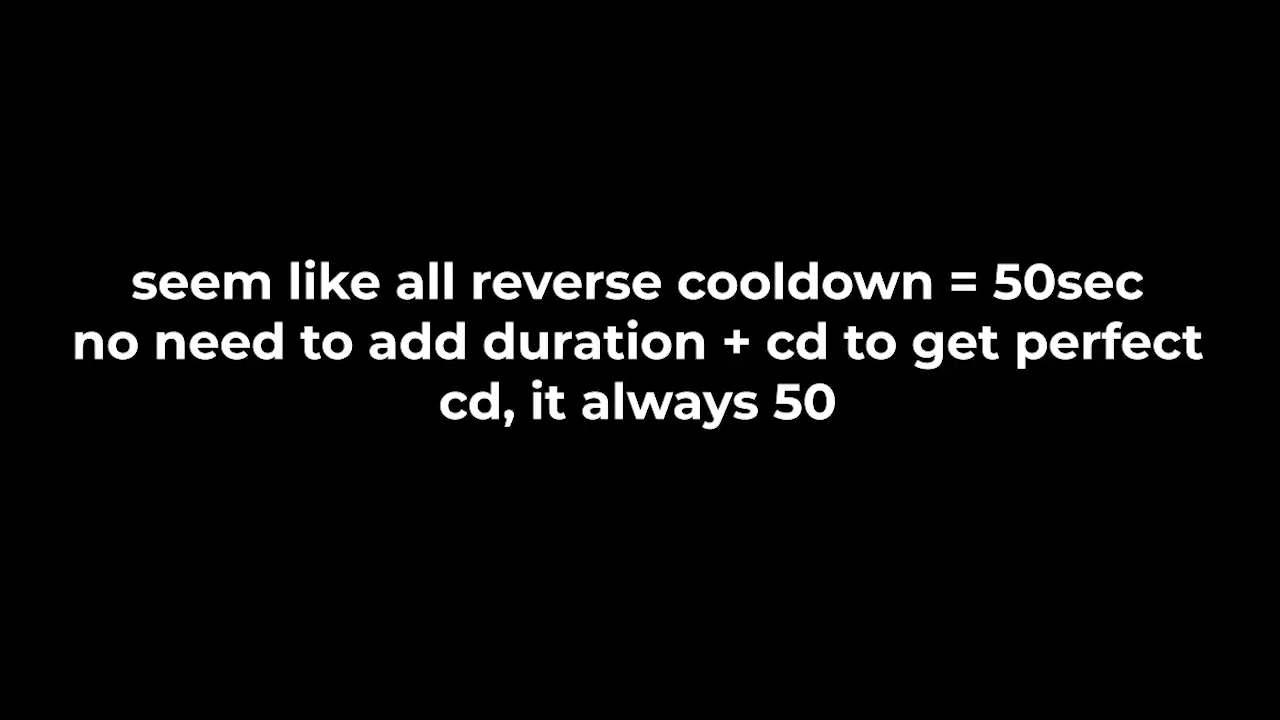 seem like all reverse cooldown = 50sec
no need to add duration + cd to get perfect
cd, it always 50